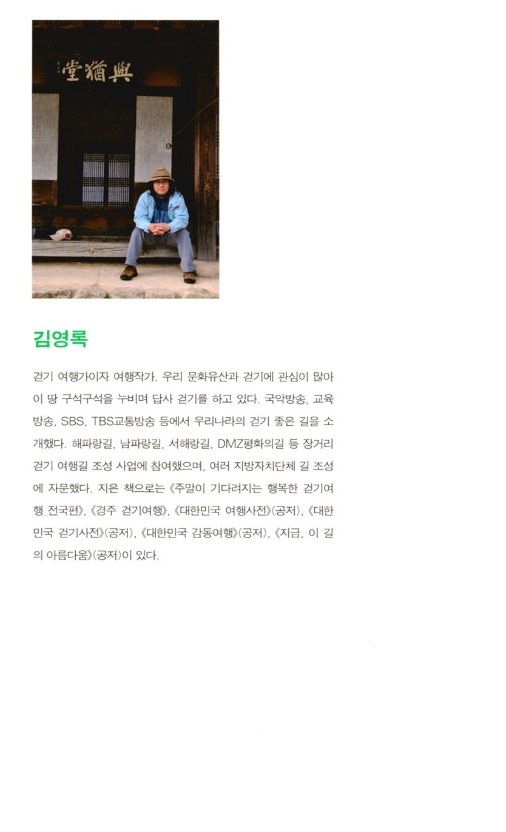 興猶堂
김영록
걷기 여행가이자 여행작가. 우리 문화유산과 걷기에 관심이 많아
이 땅 구석구석을 누비며 답사 걷기를 하고 있다. 국악방송, 교육
방송, SBS, TBS교통방송 등에서 우리나라의 걷기 좋은 길을 소
개했다. 해파랑길, 남파랑길, 서해랑길, DMZ평화의길 등 장거리
걷기 여행길 조성 사업에 참여했으며, 여러 지방자치단체 길 조성
에 자문했다. 지은 책으로는 《주말이 기다려지는 행복한 걷기여
행_전국편》, 《경주 걷기여행》, 《대한민국 여행사전》(공저), 《대한
민국 걷기사전》(공저), 《대한민국 감동여행》(공저), 《지금, 이 길
의 아름다움》(공저)이 있다.